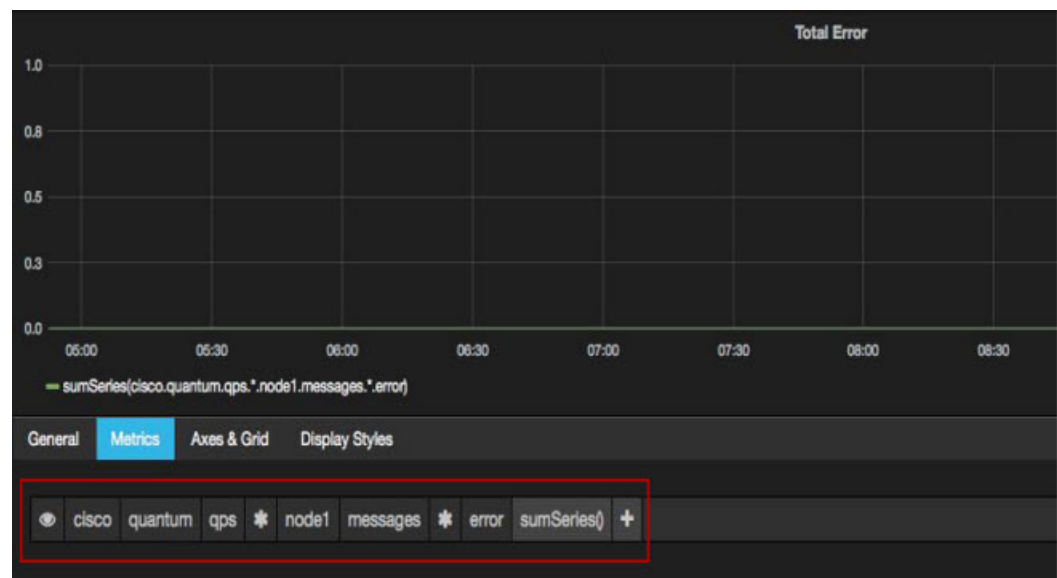 Total Error
1.0
0.8
0.5
0.3
0.0
05:00 05:30 06:00 06:30 07:00 07:30 08:00 08:30
sumSeries(cisco.quantum.qps.*.node1.messages.*.error)
General Metrics Axes & Grid Display Styles
cisco quantum qps * node1 messages * error sumSeries() +